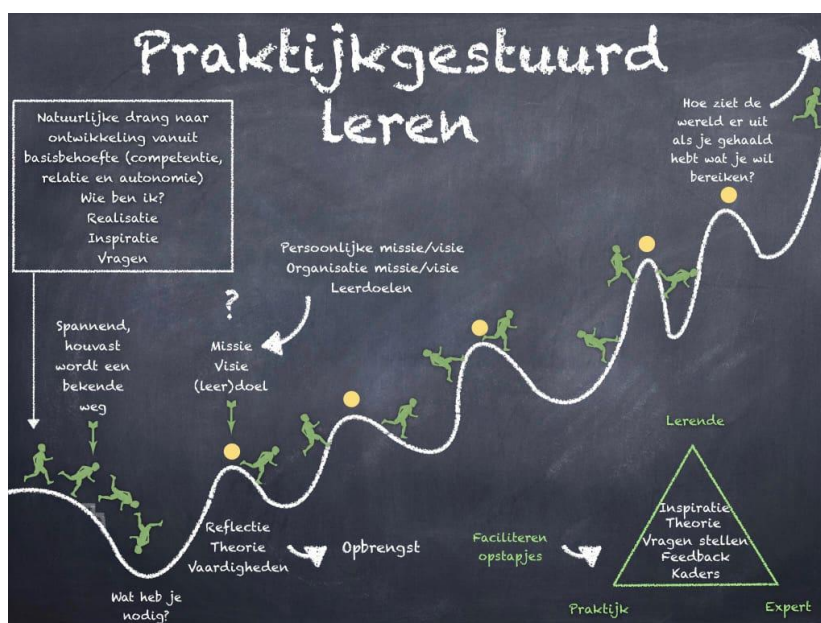 Praktijkgestuurd
leren
Natuurlijke drang naar
ontwikkeling vanuit
basisbehoefte (competentie,
relatie en autonomie)
Wie ben ik?
Realisatie
Inspiratie
Vragen
Hoe ziet de
wereld er uit
als je gehaald
hebt wat je wil
bereiken?
Persoonlijke missie/visie
Organisatie missie/visie
Leerdoelen
?
Spannend,
houvast
wordt een
bekende
weg
Missie
Visie
(leer)doel
Reflectie
Theorie
Vaardigheden
Opbrengst
Wat heb je
nodig?
Faciliteren
opstapjes
Lerende
Inspiratie
Theorie
Vragen stellen
Feedback
Kaders
Praktijk
Expert